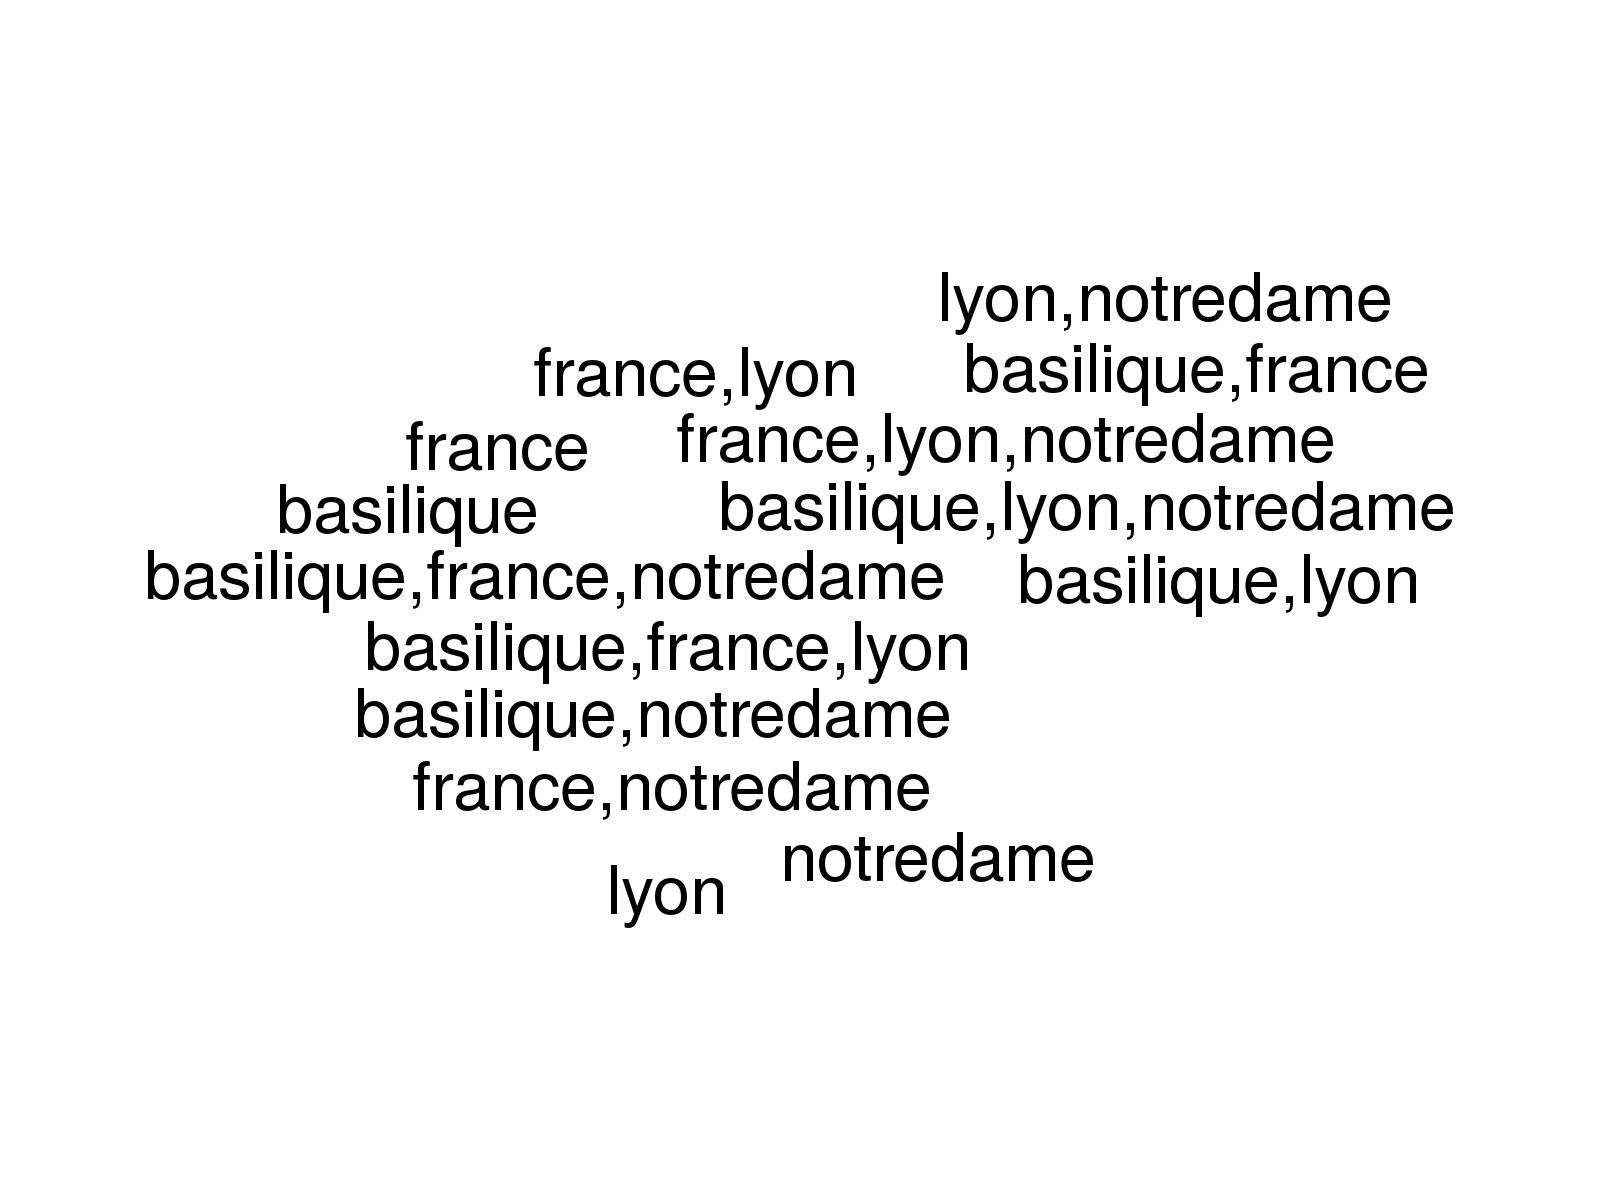 lyon,notredame
france,lyon
basilique,france
france
france,lyon,notredame
basilique
basilique,lyon,notredame
basilique,france,notredame
basilique,lyon
basilique,france,lyon
basilique,notredame
france,notredame
notredame
lyon